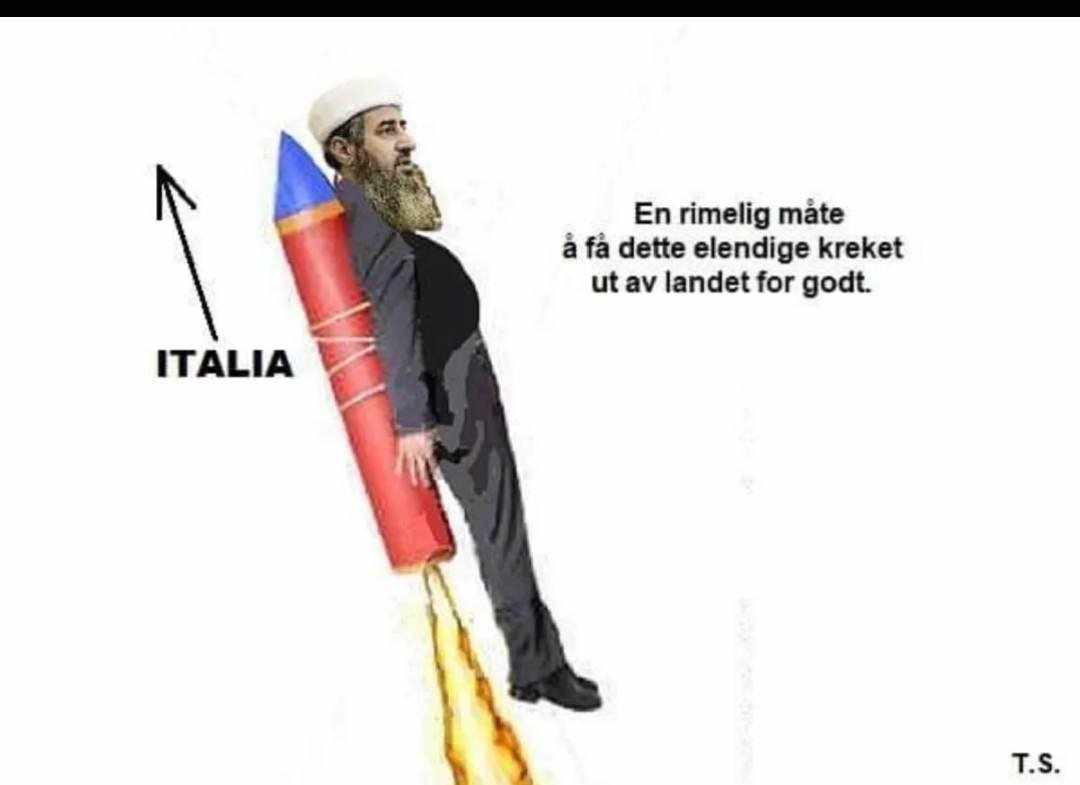 En rimelig måte
å få dette elendige kreket
ut av landet for godt.
ITALIA
T.S.